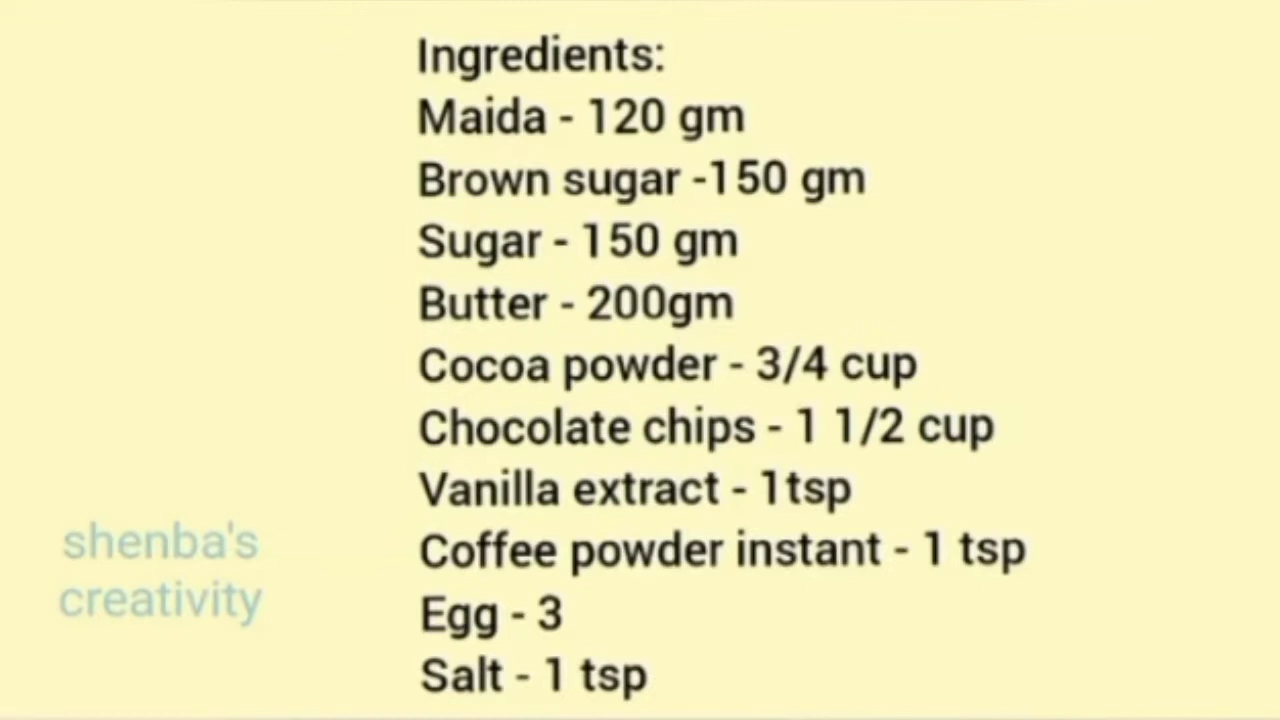 Ingredients:
Maida - 120 gm
Brown sugar -150 gm
Sugar - 150 gm
Butter - 200gm
Cocoa powder - 3/4 cup
Chocolate chips - 1 1/2 cup
Vanilla extract - 1tsp
Coffee powder instant - 1 tsp
Egg - 3
Salt - 1 tsp
shenba's
creativity